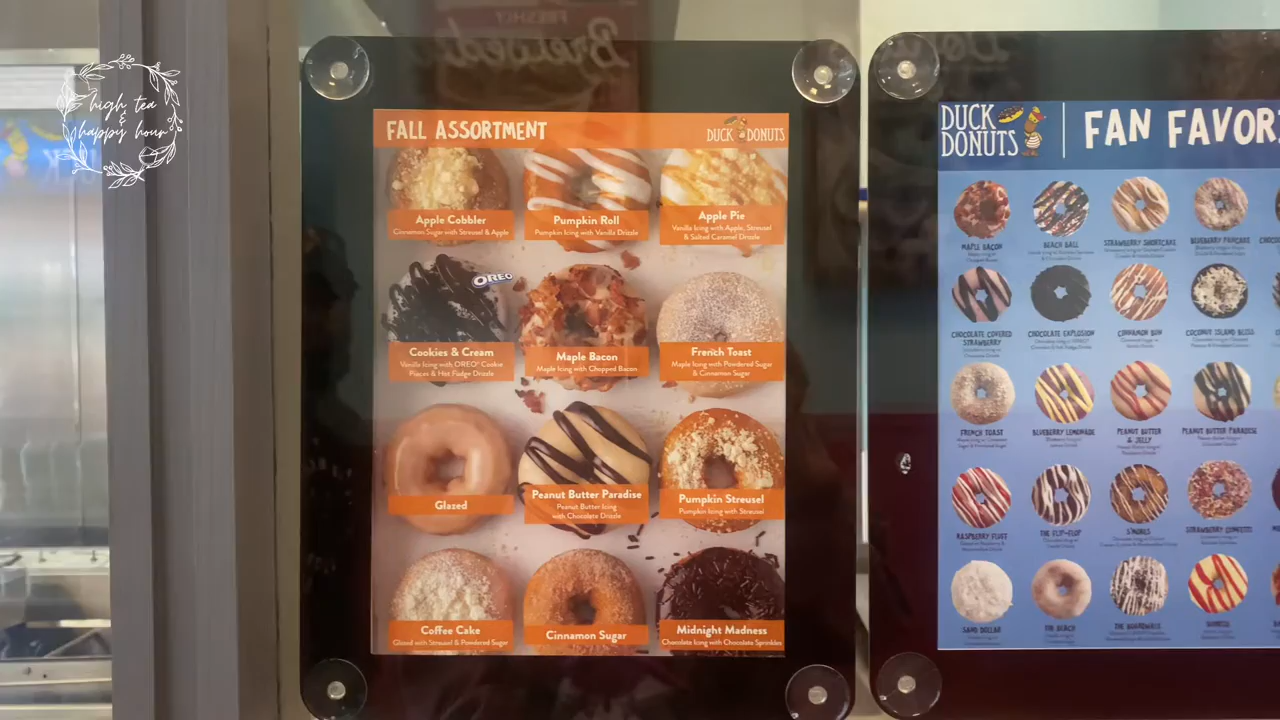 high tea
&
happy hour
FRESHLY
Brewed
FALL ASSORTMENT
DUCK DONUTS
Apple Cobbler
Cinnamon Sugar with Streusel & Apple
Pumpkin Roll
Pumpkin Icing with Vanilla Drizzle
Apple Pie
Vanilla Icing with Apple, Streusel
& Salted Caramel Drizzle
OREO
Cookies & Cream
Vanilla Icing with OREO® Cookie
Pieces & Hot Fudge Drizzle
Maple Bacon
Maple Icing with Chopped Bacon
French Toast
Maple Icing with Powdered Sugar
& Cinnamon Sugar
Glazed
Peanut Butter Paradise
Peanut Butter Icing
with Chocolate Drizzle
Pumpkin Streusel
Pumpkin Icing with Streusel
Coffee Cake
Glazed with Streusel & Powdered Sugar
Cinnamon Sugar
Midnight Madness
Chocolate Icing with Chocolate Sprinkles
DUCK
DONUTS
FAN FAVOR
MAPLE BACON
BEACH BALL
STRAWBERRY SHORTCAKE
BLUEBERRY PANCAKE
CHOCOLATE COVERED
STRAWBERRY
CHOCOLATE EXPLOSION
CINNAMON BUN
COCONUT ISLAND BLISS
FRENCH TOAST
BLUEBERRY LEMONADE
PEANUT BUTTER
& JELLY
PEANUT BUTTER PARADISE
RASPBERRY FLUFF
THE FLIP-FLOP
S'MORES
STRAWBERRY CONFETTI
SAND DOLLAR
THE BEACH
THE BOARDWALK
SUNRISE